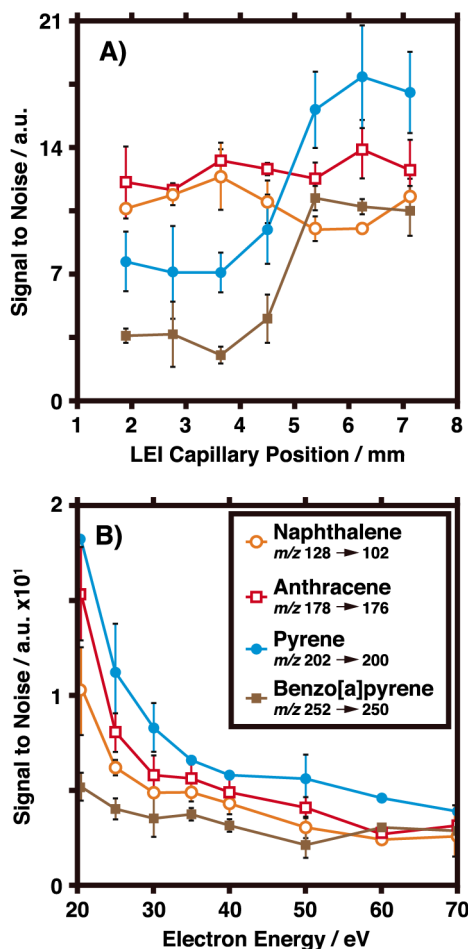 A)
21
14
7
0
Signal to Noise / a.u.
1 2 3 4 5 6 7 8
LEI Capillary Position / mm
B)
2
1
0
Signal to Noise / a.u. x10¹
Naphthalene
m/z 128 → 102
Anthracene
m/z 178 → 176
Pyrene
m/z 202 → 200
Benzo[a]pyrene
m/z 252 → 250
20 30 40 50 60 70
Electron Energy / eV